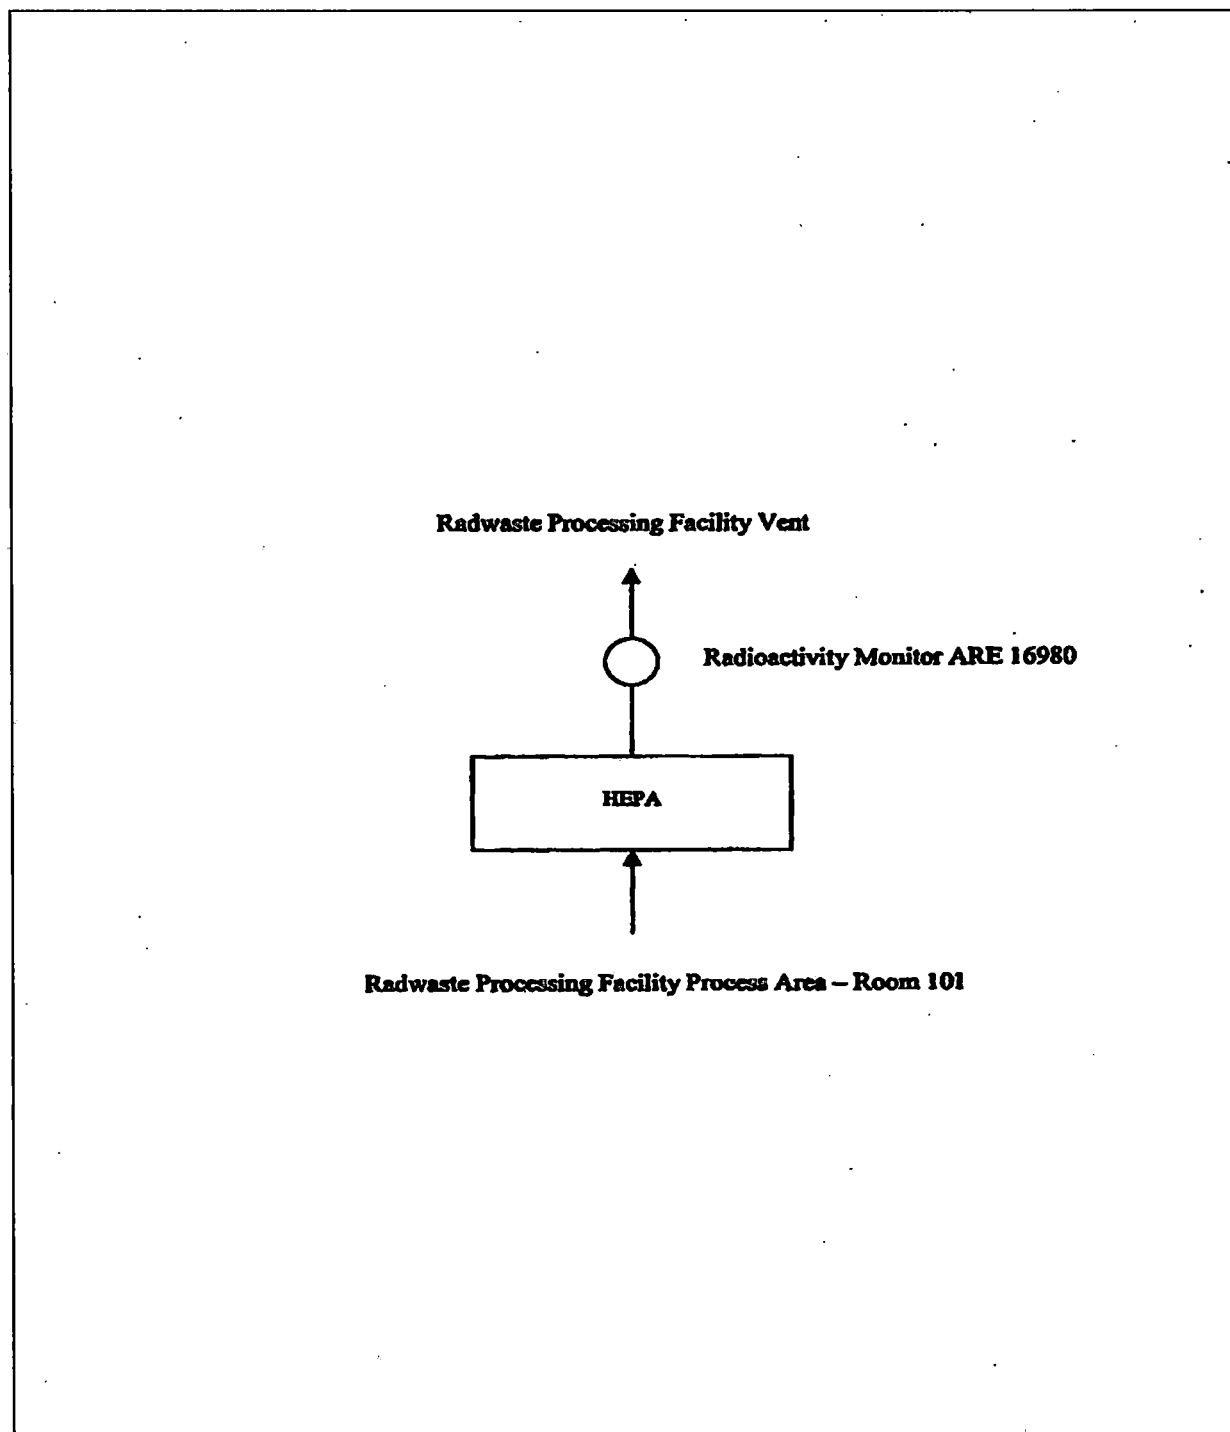 Radwaste Processing Facility Vent
Radioactivity Monitor ARE 16980
HEPA
Radwaste Processing Facility Process Area – Room 101